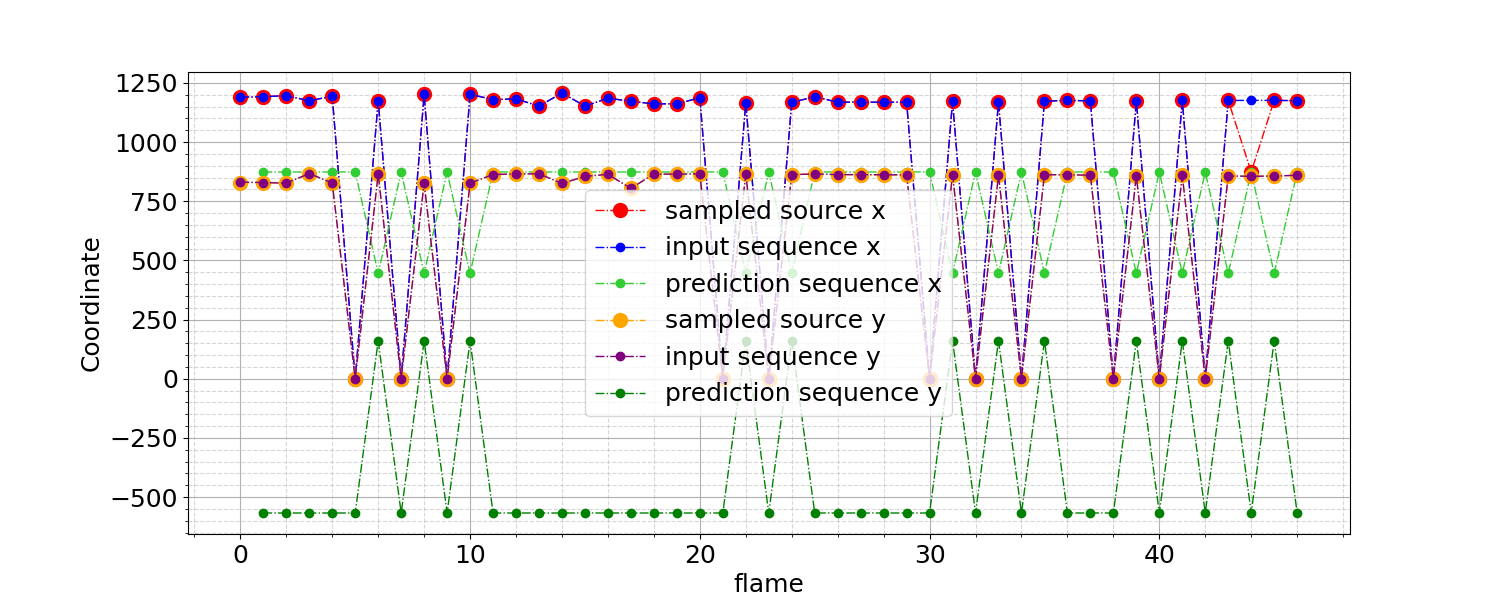 1250
1000
750
500
250
0
−250
−500
Coordinate
sampled source x
input sequence x
prediction sequence x
sampled source y
input sequence y
prediction sequence y
0 10 20 30 40
flame